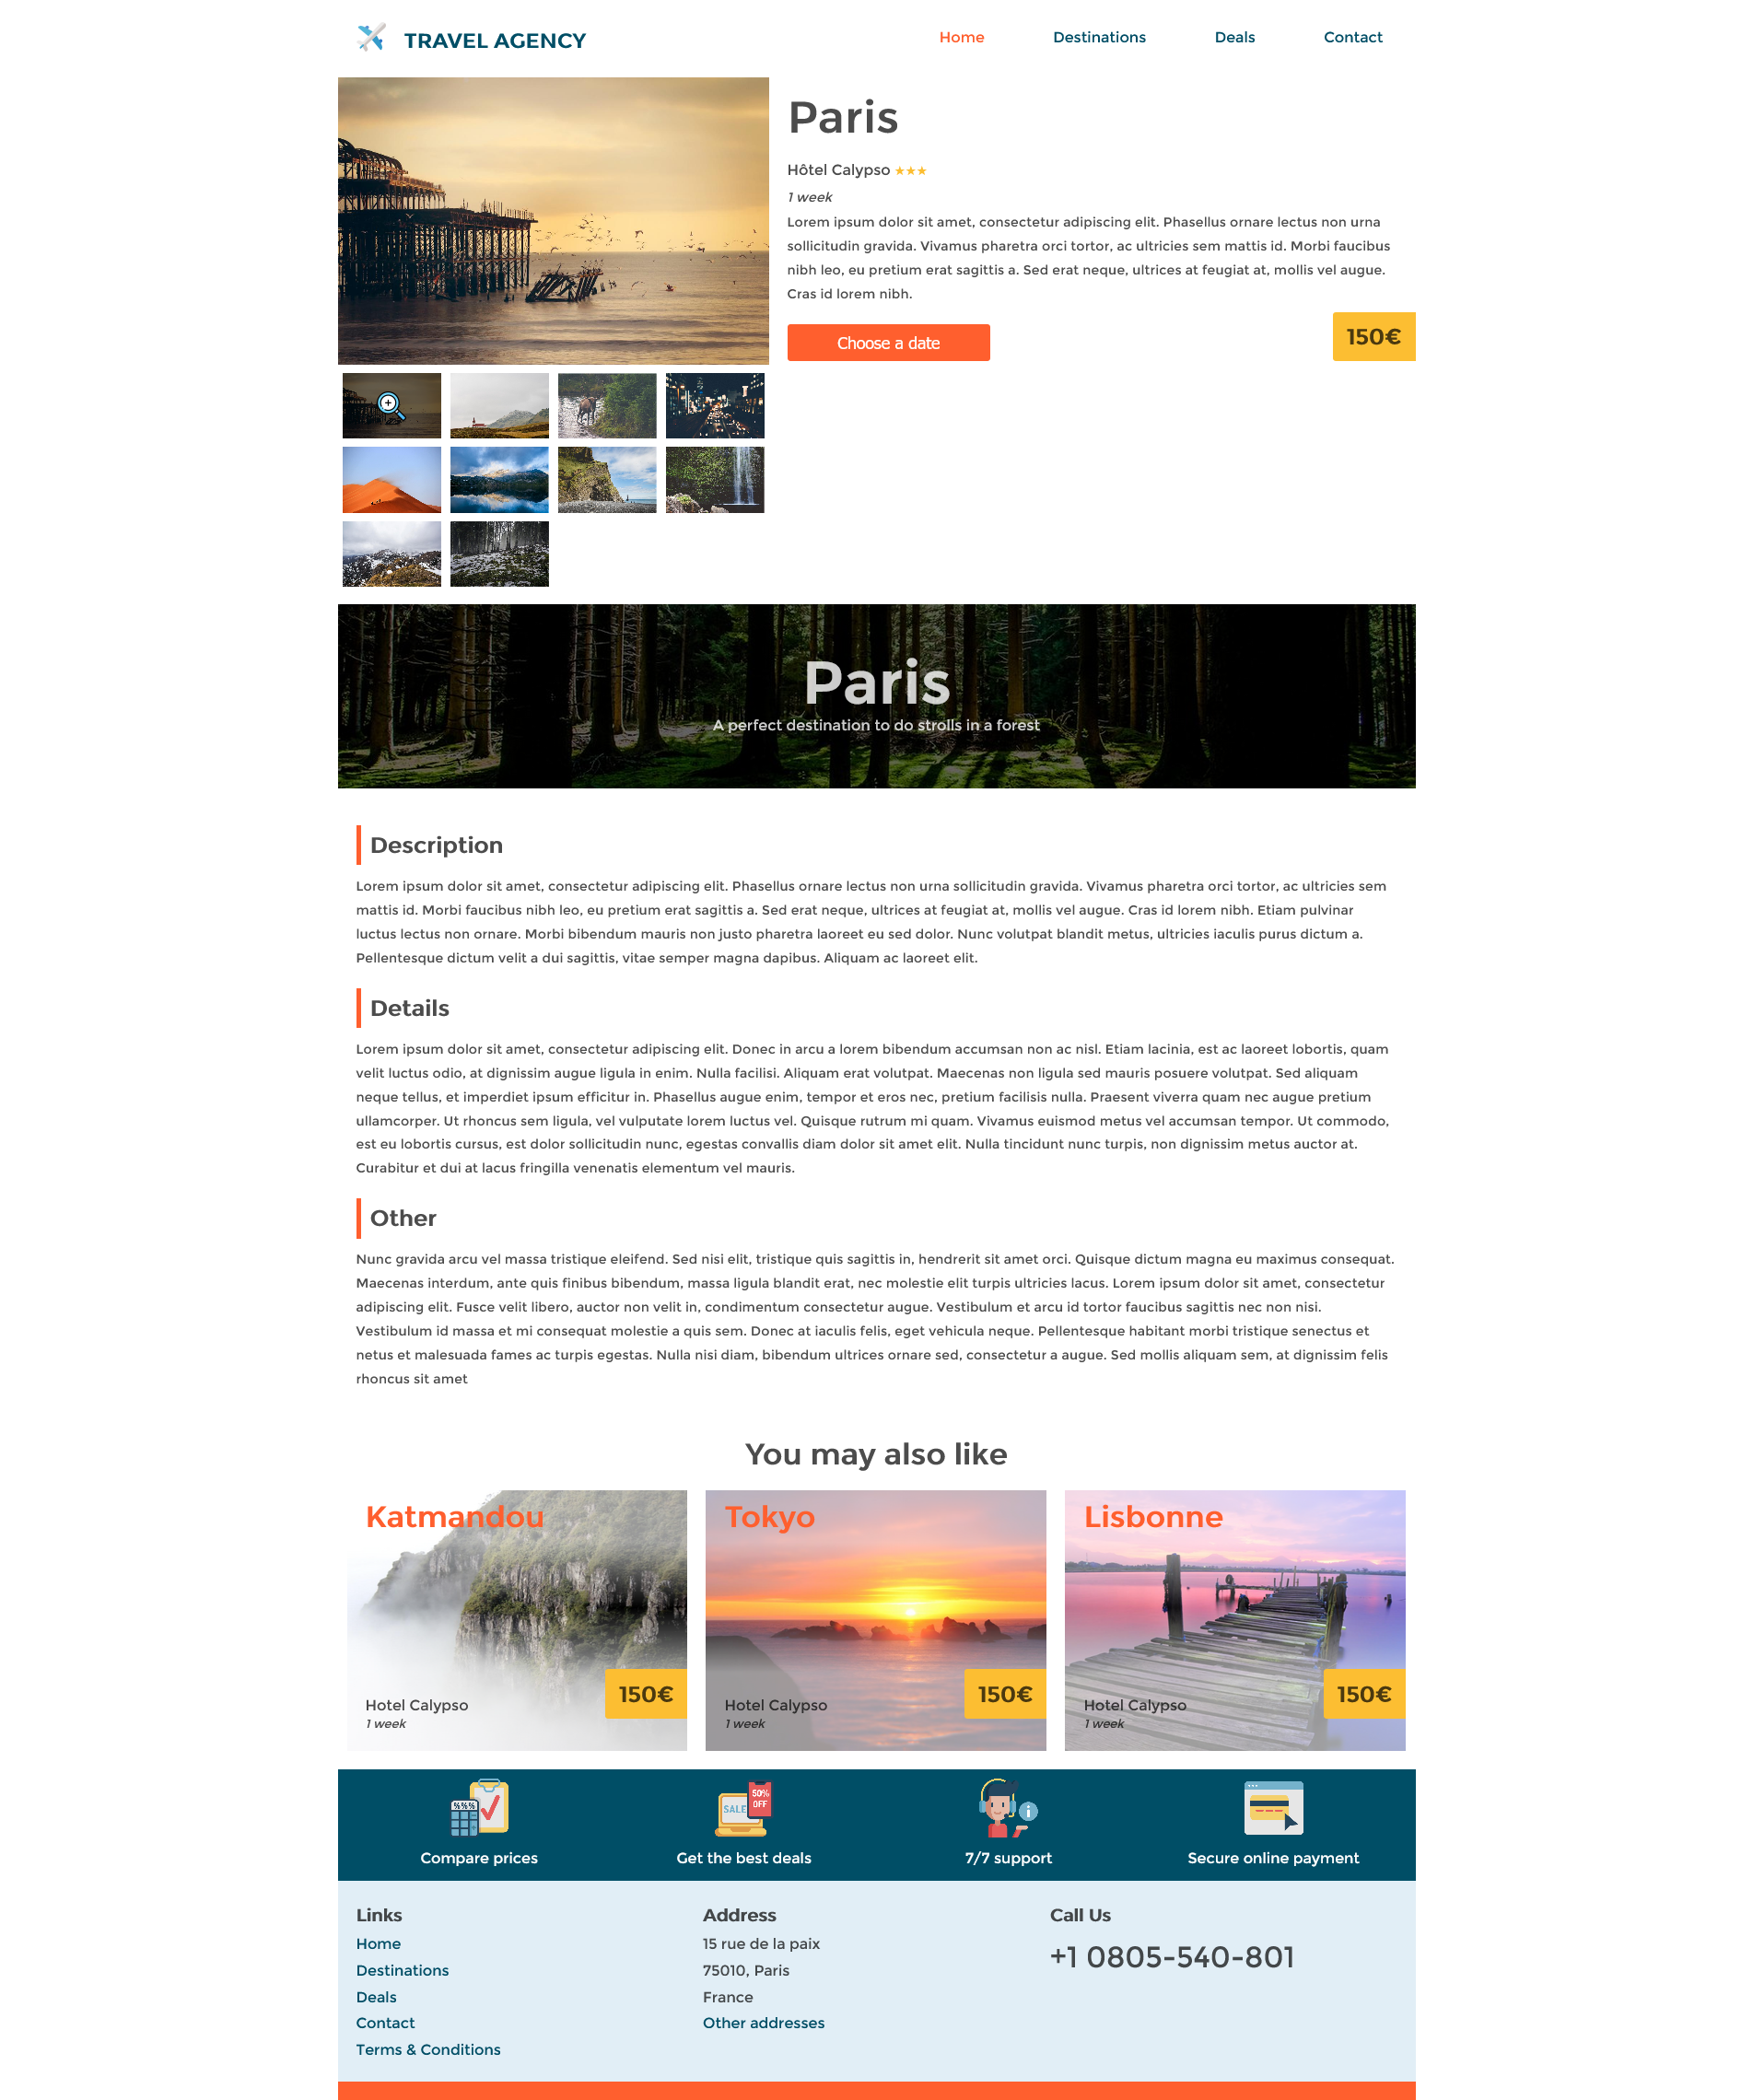 TRAVEL AGENCY
Home
Destinations
Deals
Contact
Paris
Hôtel Calypso ★★★
1 week
Lorem ipsum dolor sit amet, consectetur adipiscing elit. Phasellus ornare lectus non urna
sollicitudin gravida. Vivamus pharetra orci tortor, ac ultricies sem mattis id. Morbi faucibus
nibh leo, eu pretium erat sagittis a. Sed erat neque, ultrices at feugiat at, mollis vel augue.
Cras id lorem nibh.
Choose a date
150€
Paris
A perfect destination to do strolls in a forest
Description
Lorem ipsum dolor sit amet, consectetur adipiscing elit. Phasellus ornare lectus non urna sollicitudin gravida. Vivamus pharetra orci tortor, ac ultricies sem
mattis id. Morbi faucibus nibh leo, eu pretium erat sagittis a. Sed erat neque, ultrices at feugiat at, mollis vel augue. Cras id lorem nibh. Etiam pulvinar
luctus lectus non ornare. Morbi bibendum mauris non justo pharetra laoreet eu sed dolor. Nunc volutpat blandit metus, ultricies iaculis purus dictum a.
Pellentesque dictum velit a dui sagittis, vitae semper magna dapibus. Aliquam ac laoreet elit.
Details
Lorem ipsum dolor sit amet, consectetur adipiscing elit. Donec in arcu a lorem bibendum accumsan non ac nisl. Etiam lacinia, est ac laoreet lobortis, quam
velit luctus odio, at dignissim augue ligula in enim. Nulla facilisi. Aliquam erat volutpat. Maecenas non ligula sed mauris posuere volutpat. Sed aliquam
neque tellus, et imperdiet ipsum efficitur in. Phasellus augue enim, tempor et eros nec, pretium facilisis nulla. Praesent viverra quam nec augue pretium
ullamcorper. Ut rhoncus sem ligula, vel vulputate lorem luctus vel. Quisque rutrum mi quam. Vivamus euismod metus vel accumsan tempor. Ut commodo,
est eu lobortis cursus, est dolor sollicitudin nunc, egestas convallis diam dolor sit amet elit. Nulla tincidunt nunc turpis, non dignissim metus auctor at.
Curabitur et dui at lacus fringilla venenatis elementum vel mauris.
Other
Nunc gravida arcu vel massa tristique eleifend. Sed nisi elit, tristique quis sagittis in, hendrerit sit amet orci. Quisque dictum magna eu maximus consequat.
Maecenas interdum, ante quis finibus bibendum, massa ligula blandit erat, nec molestie elit turpis ultricies lacus. Lorem ipsum dolor sit amet, consectetur
adipiscing elit. Fusce velit libero, auctor non velit in, condimentum consectetur augue. Vestibulum et arcu id tortor faucibus sagittis nec non nisi.
Vestibulum id massa et mi consequat molestie a quis sem. Donec at iaculis felis, eget vehicula neque. Pellentesque habitant morbi tristique senectus et
netus et malesuada fames ac turpis egestas. Nulla nisi diam, bibendum ultrices ornare sed, consectetur a augue. Sed mollis aliquam sem, at dignissim felis
rhoncus sit amet
You may also like
Katmandou
Hotel Calypso
1 week
150€
Tokyo
Hotel Calypso
1 week
150€
Lisbonne
Hotel Calypso
1 week
150€
%%%
Compare prices
SALE
50%
OFF
Get the best deals
i
7/7 support
Secure online payment
Links
Home
Destinations
Deals
Contact
Terms & Conditions
Address
15 rue de la paix
75010, Paris
France
Other addresses
Call Us
+1 0805-540-801